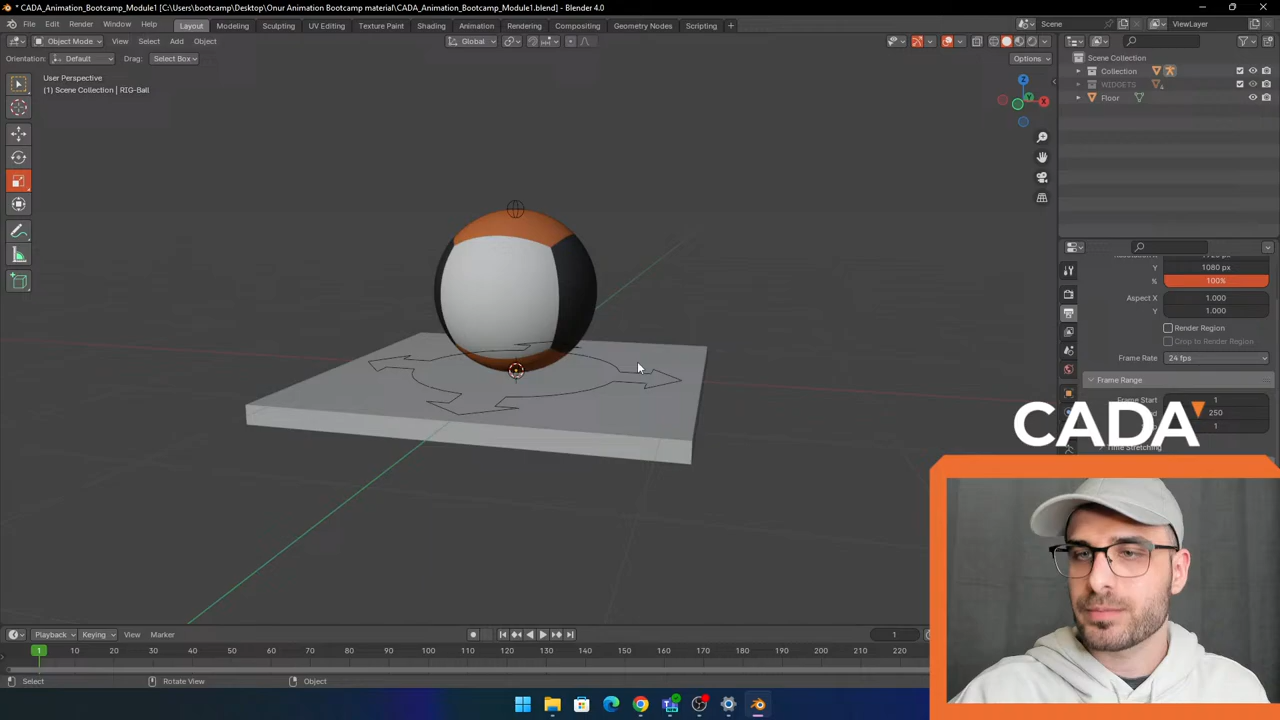 * CADA_Animation_Bootcamp_Module1 [C:\Users\bootcamp\Desktop\Onur Animation Bootcamp material\CADA_Animation_Bootcamp_Module1.blend] - Blender 4.0
File Edit Render Window Help Layout Modeling Sculpting UV Editing Texture Paint Shading Animation Rendering Compositing Geometry Nodes Scripting + Scene ViewLayer
Object Mode View Select Add Object Global
Orientation: Default Drag: Select Box Options
Scene Collection
Collection
WIDGETS
Floor
User Perspective
(1) Scene Collection | RIG-Ball
Z
Y
X
Y 1080 px
% 100%
Aspect X 1.000
Y 1.000
Render Region
Crop to Render Region
Frame Rate 24 fps
Frame Range
Frame Start 1
250
1
Time Stretching
CADA
Playback Keying View Marker 1
1 10 20 30 40 50 60 70 80 90 100 110 120 130 140 150 160 170 180 190 200 210 220
Select Rotate View Object